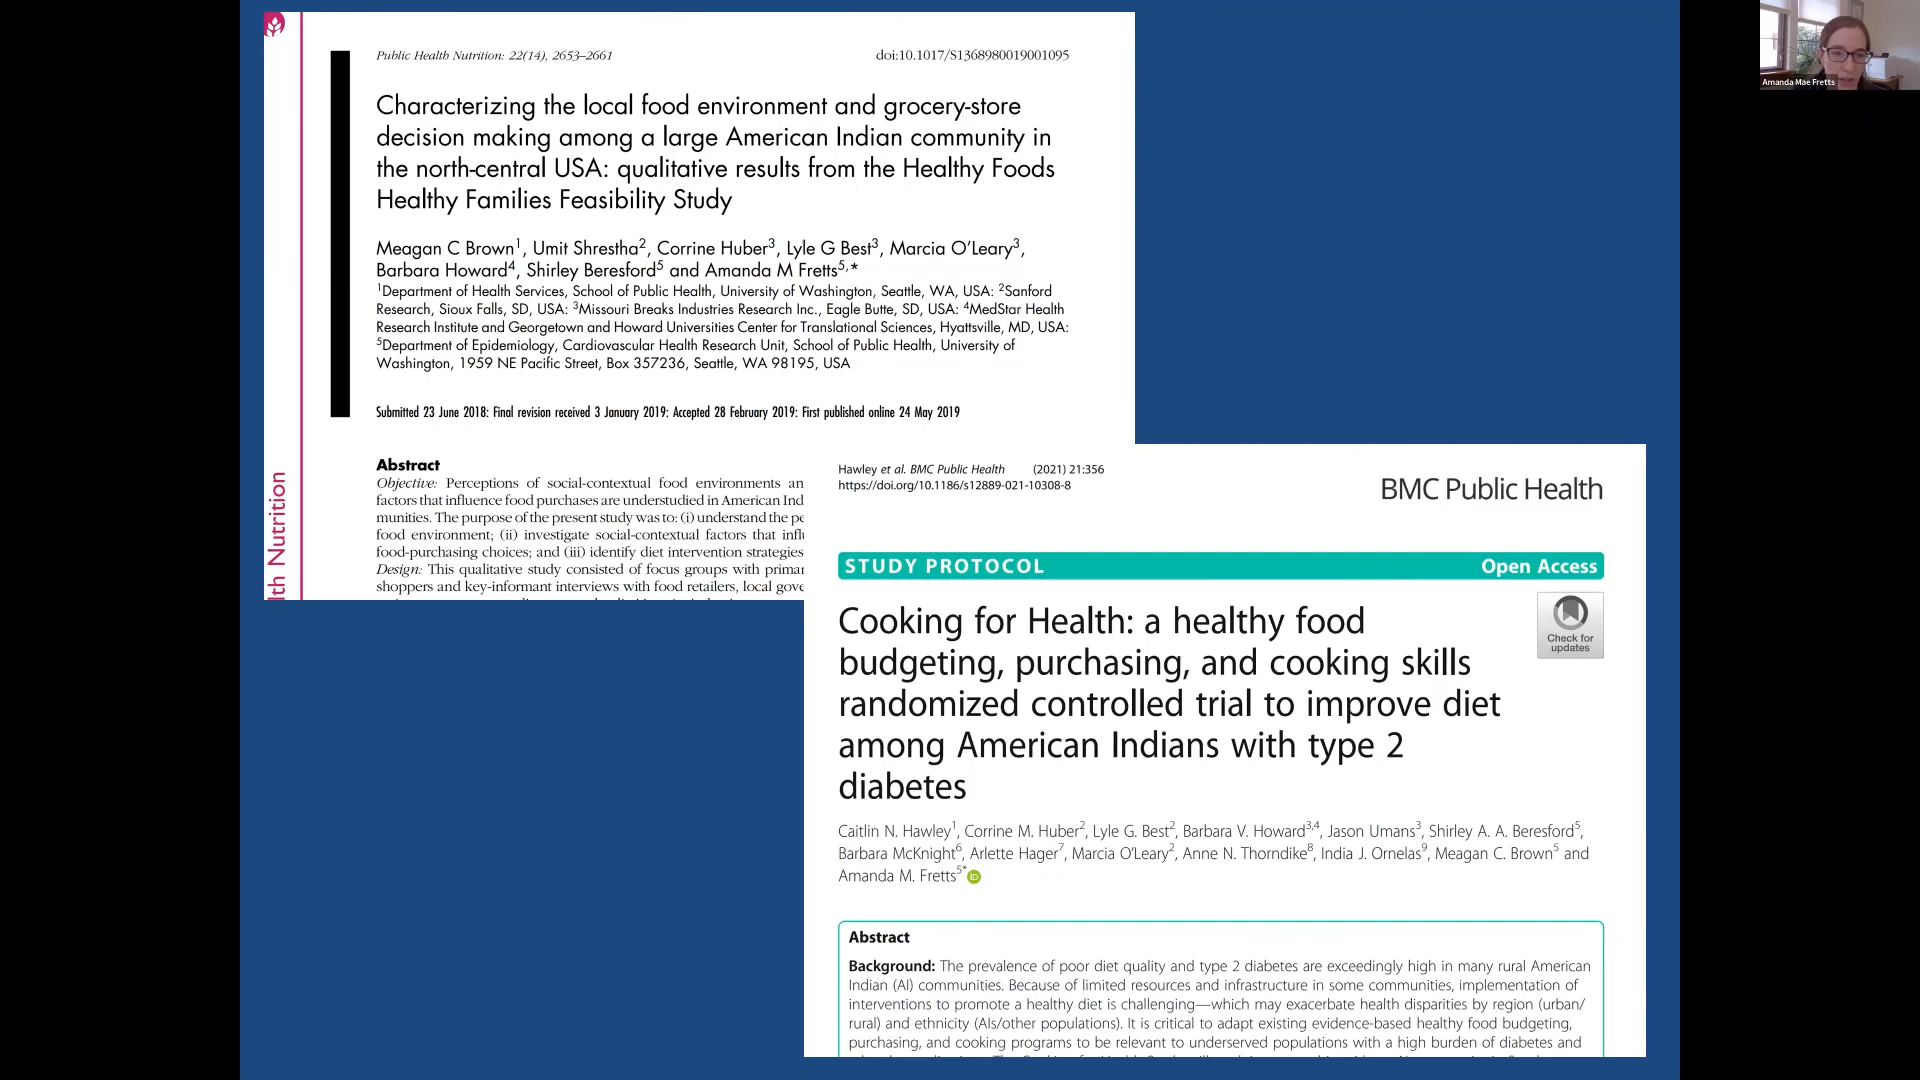 Public Health Nutrition: 22(14), 2653–2661 doi:10.1017/S1368980019001095
Characterizing the local food environment and grocery-store
decision making among a large American Indian community in
the north-central USA: qualitative results from the Healthy Foods
Healthy Families Feasibility Study
Meagan C Brown1, Umit Shrestha2, Corrine Huber3, Lyle G Best3, Marcia O'Leary3,
Barbara Howard4, Shirley Beresford5 and Amanda M Fretts5,*
1Department of Health Services, School of Public Health, University of Washington, Seattle, WA, USA: 2Sanford
Research, Sioux Falls, SD, USA: 3Missouri Breaks Industries Research Inc., Eagle Butte, SD, USA: 4MedStar Health
Research Institute and Georgetown and Howard Universities Center for Translational Sciences, Hyattsville, MD, USA:
5Department of Epidemiology, Cardiovascular Health Research Unit, School of Public Health, University of
Washington, 1959 NE Pacific Street, Box 357236, Seattle, WA 98195, USA
Submitted 23 June 2018: Final revision received 3 January 2019: Accepted 28 February 2019: First published online 24 May 2019
Abstract
Objective: Perceptions of social-contextual food environments an
factors that influence food purchases are understudied in American Ind
munities. The purpose of the present study was to: (i) understand the pe
food environment; (ii) investigate social-contextual factors that infl
food-purchasing choices; and (iii) identify diet intervention strategies
Design: This qualitative study consisted of focus groups with primar
shoppers and key-informant interviews with food retailers, local gove
lth Nutrition
Hawley et al. BMC Public Health (2021) 21:356
https://doi.org/10.1186/s12889-021-10308-8
BMC Public Health
STUDY PROTOCOL Open Access
Check for
updates
Cooking for Health: a healthy food
budgeting, purchasing, and cooking skills
randomized controlled trial to improve diet
among American Indians with type 2
diabetes
Caitlin N. Hawley1, Corrine M. Huber2, Lyle G. Best2, Barbara V. Howard3,4, Jason Umans3, Shirley A. A. Beresford5,
Barbara McKnight6, Arlette Hager7, Marcia O'Leary2, Anne N. Thorndike8, India J. Ornelas9, Meagan C. Brown5 and
Amanda M. Fretts5* iD
Abstract
Background: The prevalence of poor diet quality and type 2 diabetes are exceedingly high in many rural American
Indian (AI) communities. Because of limited resources and infrastructure in some communities, implementation of
interventions to promote a healthy diet is challenging—which may exacerbate health disparities by region (urban/
rural) and ethnicity (AIs/other populations). It is critical to adapt existing evidence-based healthy food budgeting,
purchasing, and cooking programs to be relevant to underserved populations with a high burden of diabetes and
Amanda Mae Fretts